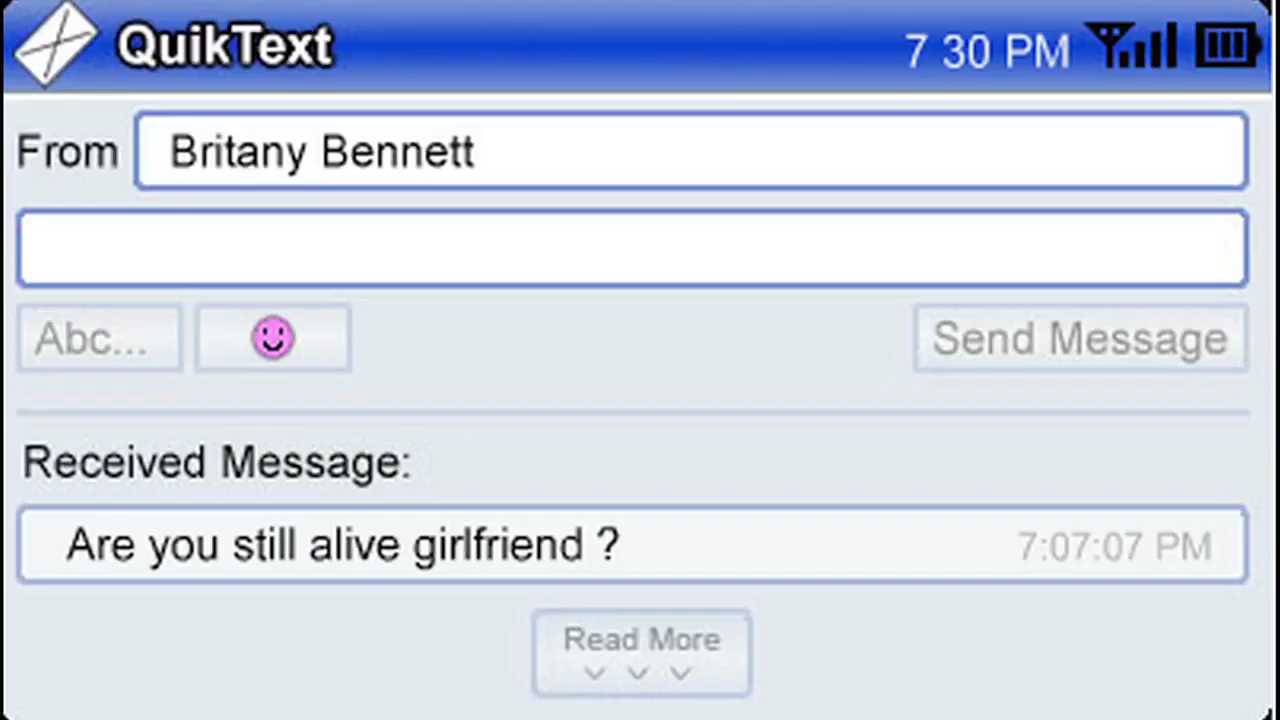 QuikText
7 30 PM
From
Britany Bennett
Abc...
Send Message
Received Message:
Are you still alive girlfriend ?
7:07:07 PM
Read More